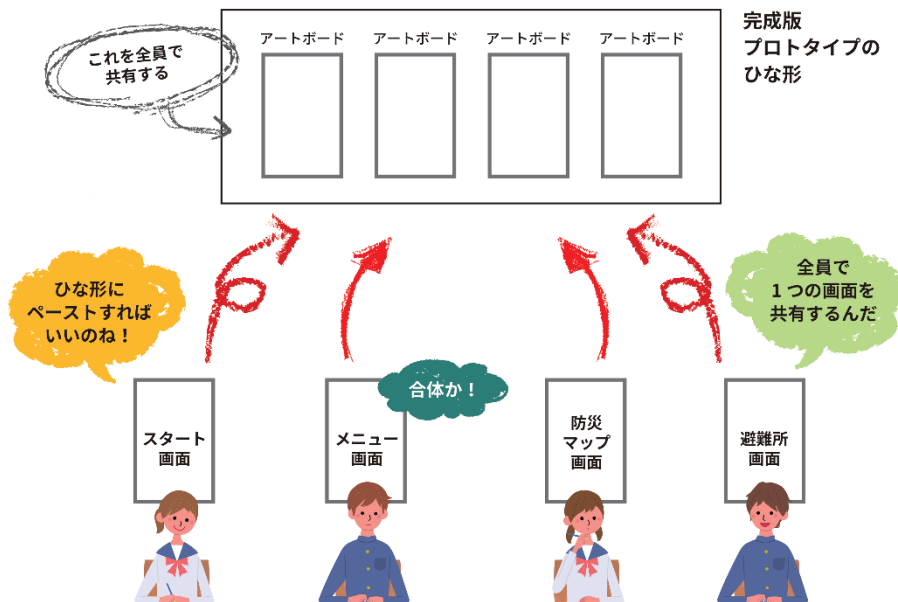 完成版
プロトタイプの
ひな形
これを全員で
共有する
アートボード
アートボード
アートボード
アートボード
ひな形に
ペーストすれば
いいのね！
全員で
1つの画面を
共有するんだ
合体か！
スタート
画面
メニュー
画面
防災
マップ
画面
避難所
画面